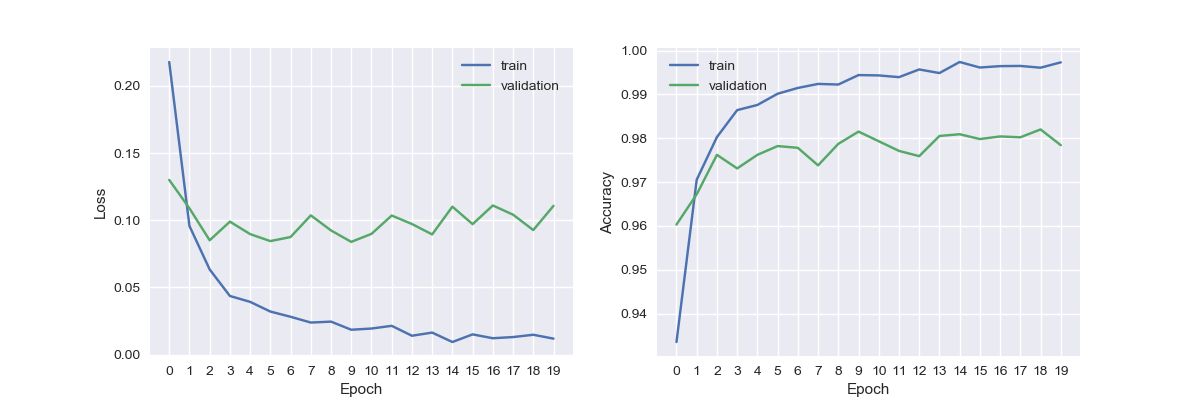 train
validation
0.20
0.15
0.10
0.05
0.00
Loss
0 1 2 3 4 5 6 7 8 9 10 11 12 13 14 15 16 17 18 19
Epoch
train
validation
1.00
0.99
0.98
0.97
0.96
0.95
0.94
Accuracy
0 1 2 3 4 5 6 7 8 9 10 11 12 13 14 15 16 17 18 19
Epoch